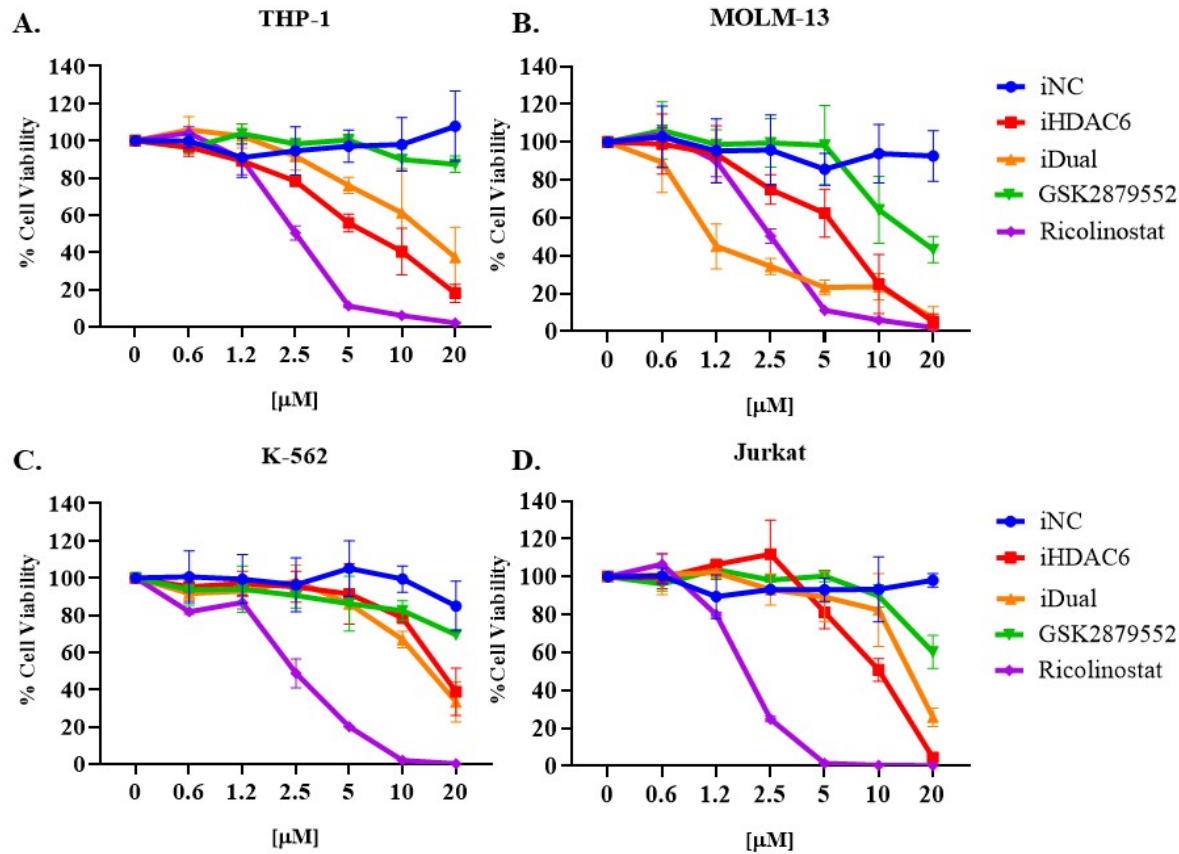 A.
THP-1
% Cell Viability
140
120
100
80
60
40
20
0
0 0.6 1.2 2.5 5 10 20
[µM]
B.
MOLM-13
% Cell Viability
140
120
100
80
60
40
20
0
0 0.6 1.2 2.5 5 10 20
[µM]
iNC
iHDAC6
iDual
GSK2879552
Ricolinostat
C.
K-562
% Cell Viability
140
120
100
80
60
40
20
0
0 0.6 1.2 2.5 5 10 20
[µM]
D.
Jurkat
%Cell Viability
140
120
100
80
60
40
20
0
0 0.6 1.2 2.5 5 10 20
[µM]
iNC
iHDAC6
iDual
GSK2879552
Ricolinostat